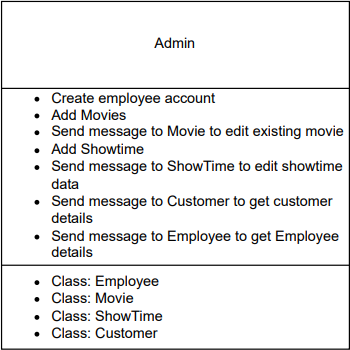 Admin
• Create employee account
• Add Movies
• Send message to Movie to edit existing movie
• Add Showtime
• Send message to ShowTime to edit showtime
data
• Send message to Customer to get customer
details
• Send message to Employee to get Employee
details
• Class: Employee
• Class: Movie
• Class: ShowTime
• Class: Customer